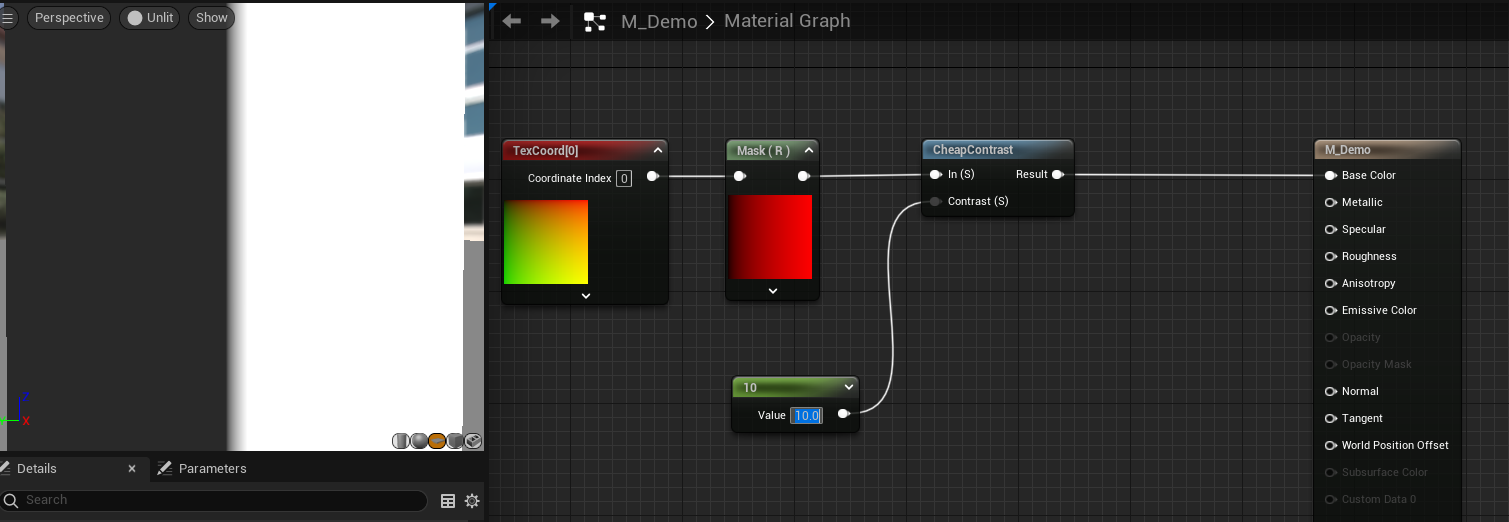 Perspective Unlit Show
M_Demo > Material Graph
TexCoord[0]
Coordinate Index 0
Mask ( R )
CheapContrast
In (S) Result
Contrast (S)
10
Value 10.0
M_Demo
Base Color
Metallic
Specular
Roughness
Anisotropy
Emissive Color
Opacity
Opacity Mask
Normal
Tangent
World Position Offset
Subsurface Color
Custom Data 0
Z
X
Details × Parameters
Search